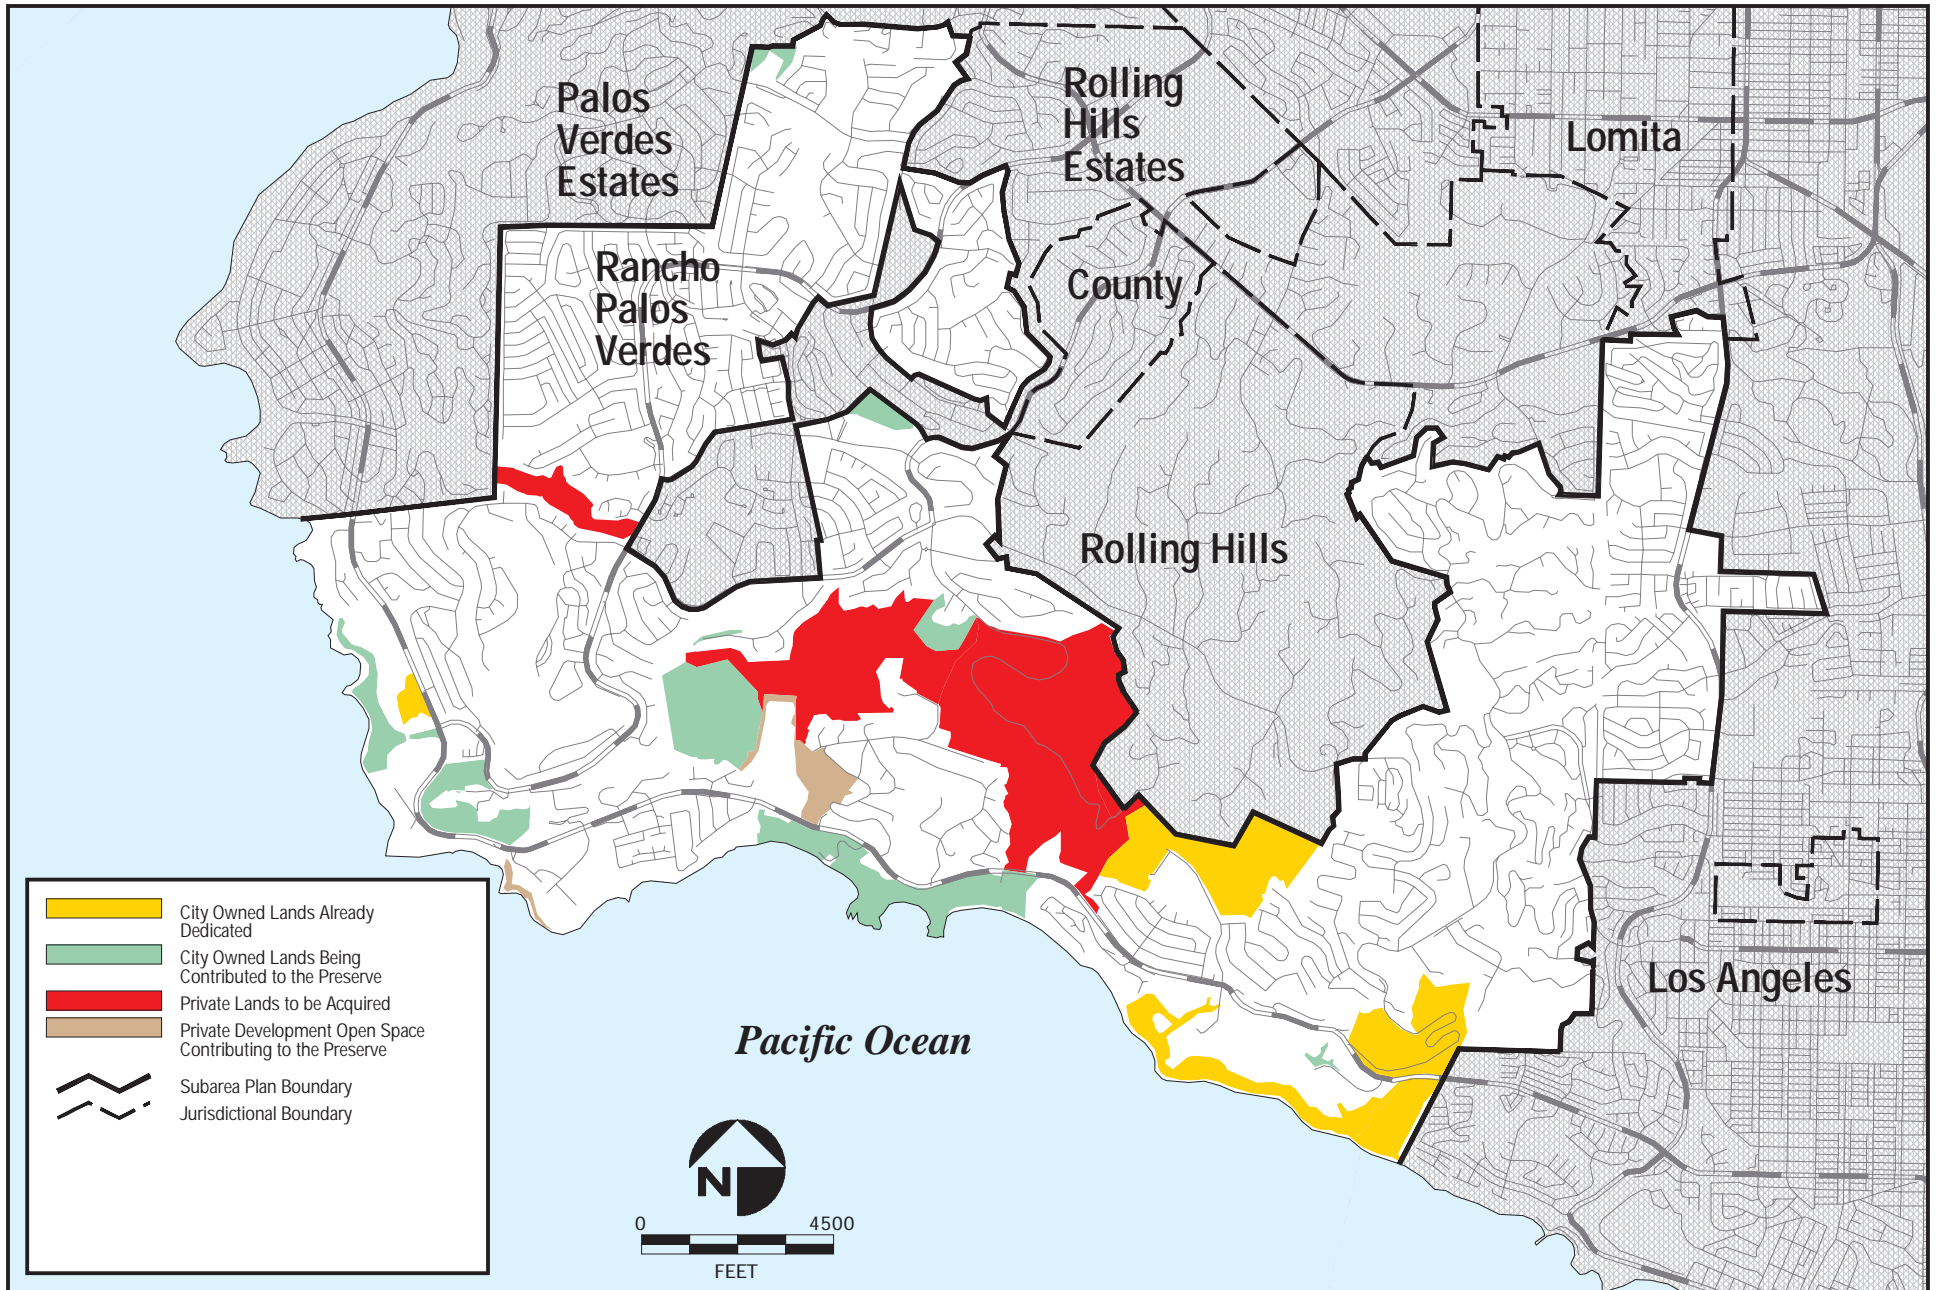 Palos
Verdes
Estates
Rolling
Hills
Estates
Lomita
Rancho
Palos
Verdes
County
Rolling Hills
Los Angeles
Pacific Ocean
City Owned Lands Already
Dedicated
City Owned Lands Being
Contributed to the Preserve
Private Lands to be Acquired
Private Development Open Space
Contributing to the Preserve
Subarea Plan Boundary
Jurisdictional Boundary
N
0 4500
FEET